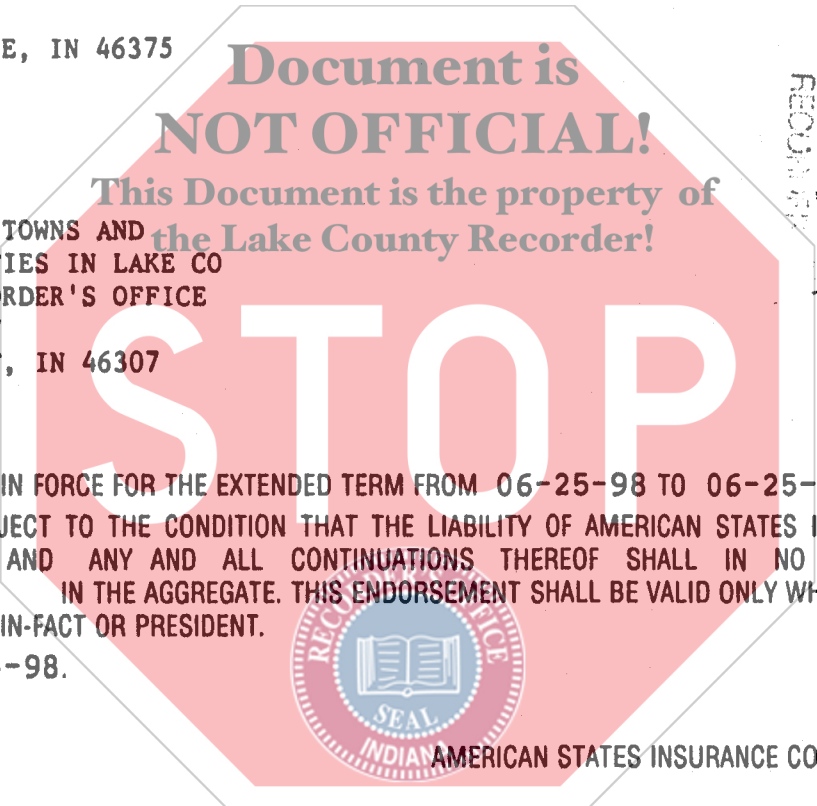 E, IN 46375
Document is
NOT OFFICIAL!
This Document is the property of
the Lake County Recorder!
TOWNS AND
TIES IN LAKE CO
RDER'S OFFICE
, IN 46307
STOP
IN FORCE FOR THE EXTENDED TERM FROM 06-25-98 TO 06-25-
JECT TO THE CONDITION THAT THE LIABILITY OF AMERICAN STATES I
AND ANY AND ALL CONTINUATIONS THEREOF SHALL IN NO
IN THE AGGREGATE. THIS ENDORSEMENT SHALL BE VALID ONLY WH
IN-FACT OR PRESIDENT.
-98.
RECORDER'S OFFICE
SEAL
INDIANA
AMERICAN STATES INSURANCE CO